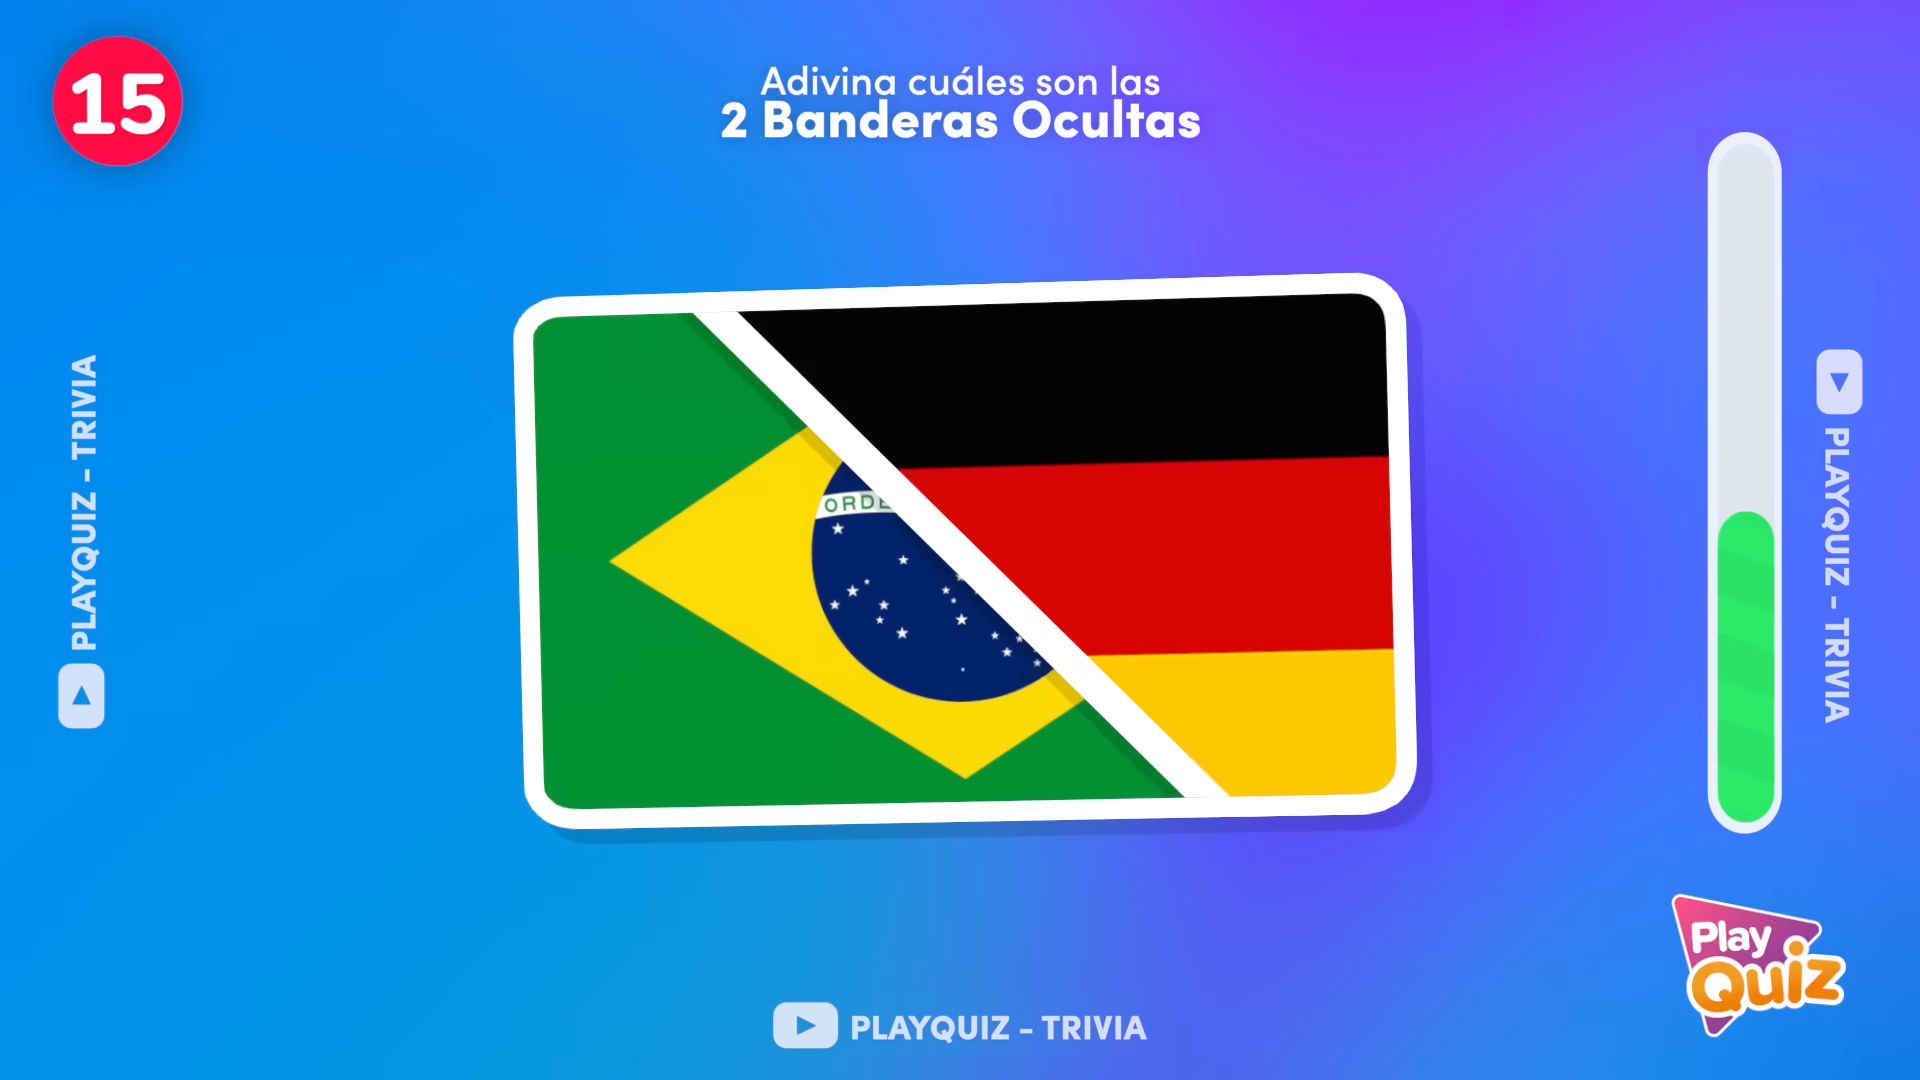 15
Adivina cuáles son las
2 Banderas Ocultas
PLAYQUIZ - TRIVIA
ORDE
PLAYQUIZ - TRIVIA
Play
Quiz
PLAYQUIZ - TRIVIA